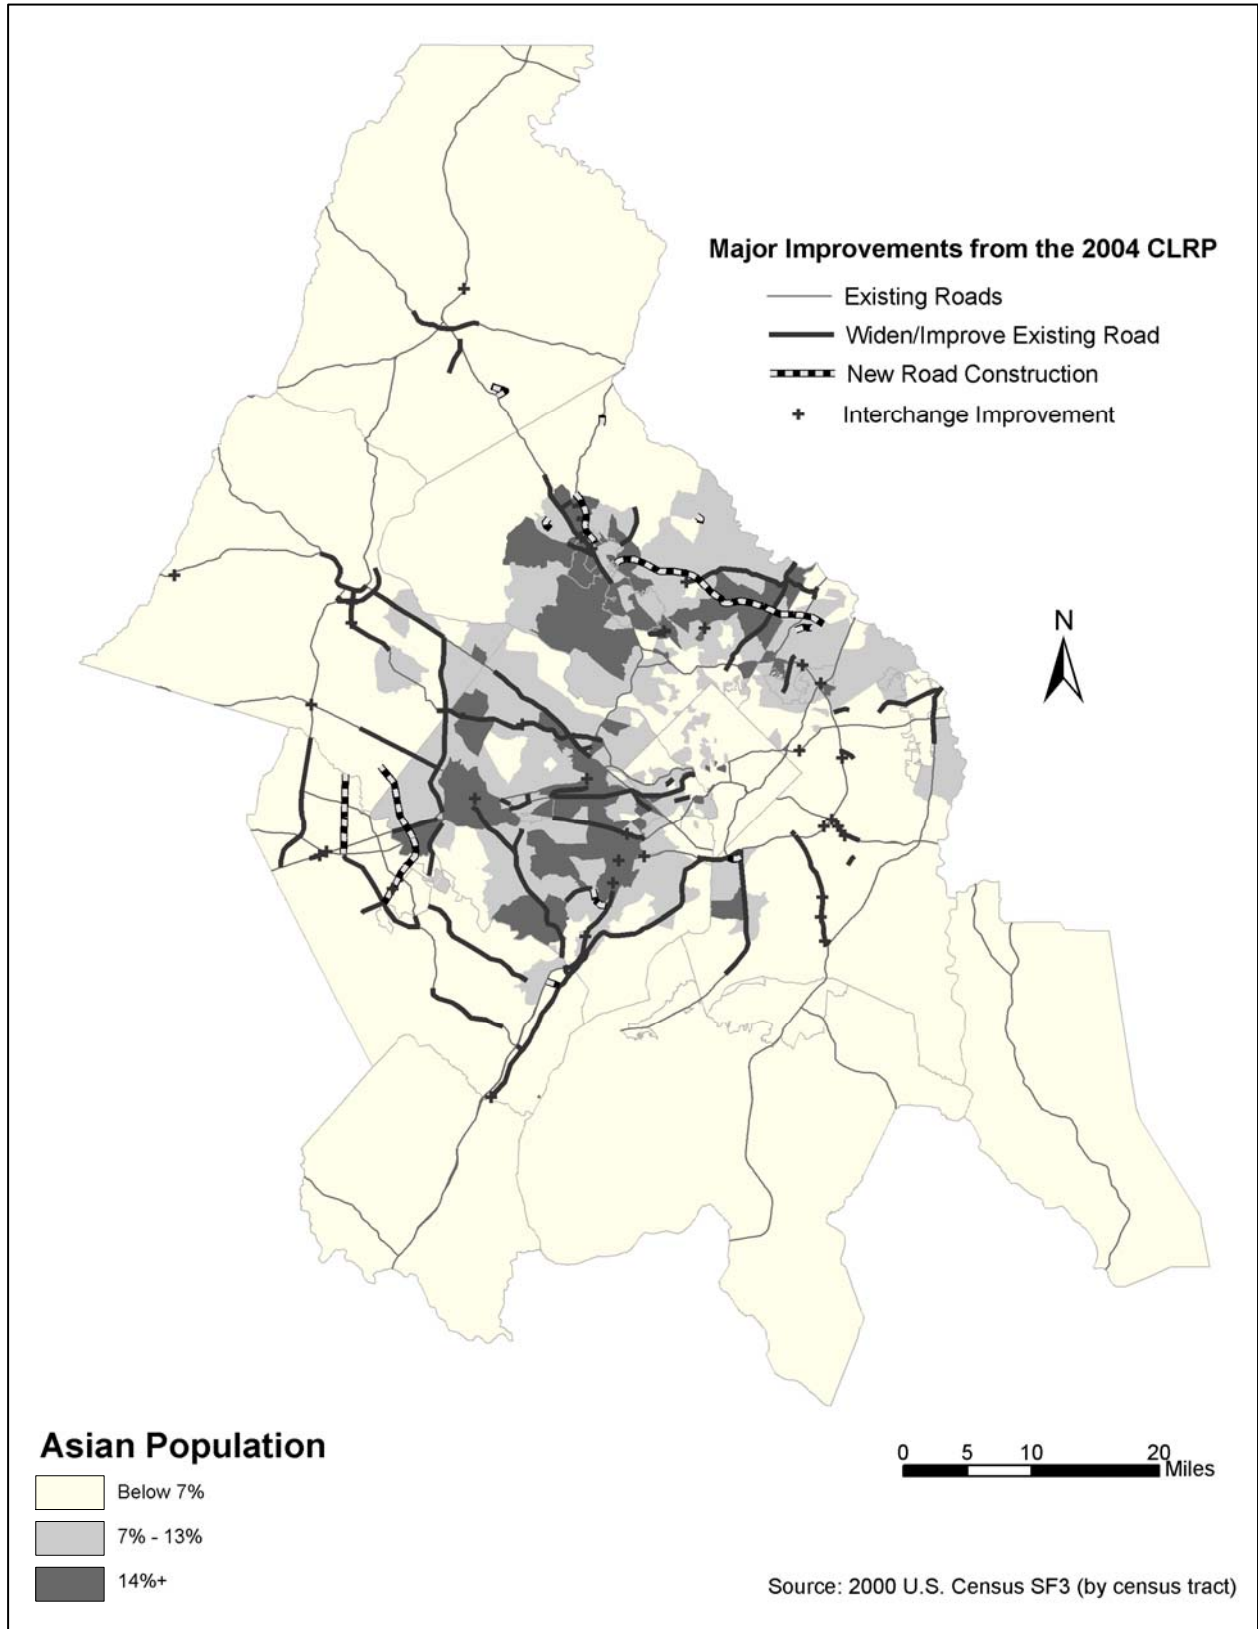 Major Improvements from the 2004 CLRP
Existing Roads
Widen/Improve Existing Road
New Road Construction
Interchange Improvement
N
Asian Population
Below 7%
7% - 13%
14%+
0 5 10 20
Miles
Source: 2000 U.S. Census SF3 (by census tract)